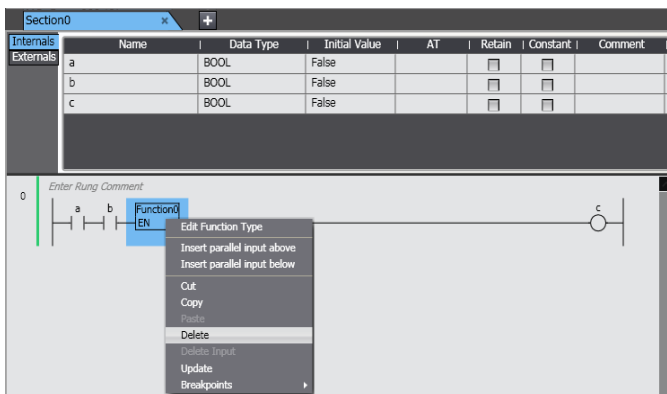 Section0 × +
Internals
Externals
Name Data Type Initial Value AT Retain Constant Comment
a BOOL False
b BOOL False
c BOOL False
Enter Rung Comment
0
a b Function0 c
EN
Edit Function Type
Insert parallel input above
Insert parallel input below
Cut
Copy
Paste
Delete
Delete Input
Update
Breakpoints